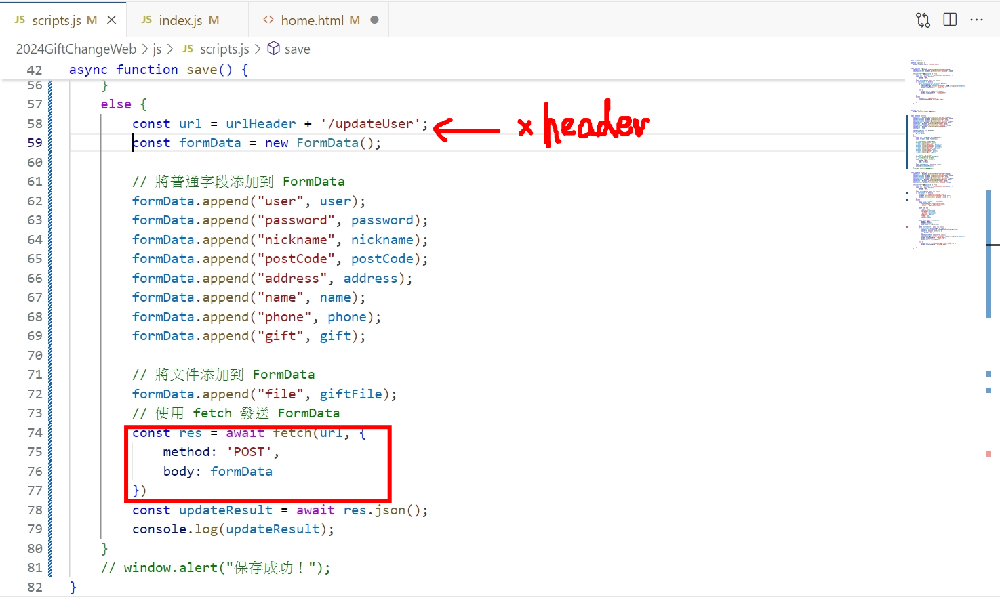 JS scripts.js M
JS index.js M
<> home.html M
2024GiftChangeWeb > js > JS scripts.js > save
42 async function save() {
56 }
57 else {
58 const url = urlHeader + '/updateUser';
x header
59 const formData = new FormData();
60
61 // 將普通字段添加到 FormData
62 formData.append("user", user);
63 formData.append("password", password);
64 formData.append("nickname", nickname);
65 formData.append("postCode", postCode);
66 formData.append("address", address);
67 formData.append("name", name);
68 formData.append("phone", phone);
69 formData.append("gift", gift);
70
71 // 將文件添加到 FormData
72 formData.append("file", giftFile);
73 // 使用 fetch 發送 FormData
74 const res = await fetch(url, {
75 method: 'POST',
76 body: formData
77 })
78 const updateResult = await res.json();
79 console.log(updateResult);
80 }
81 // window.alert("保存成功！");
82 }